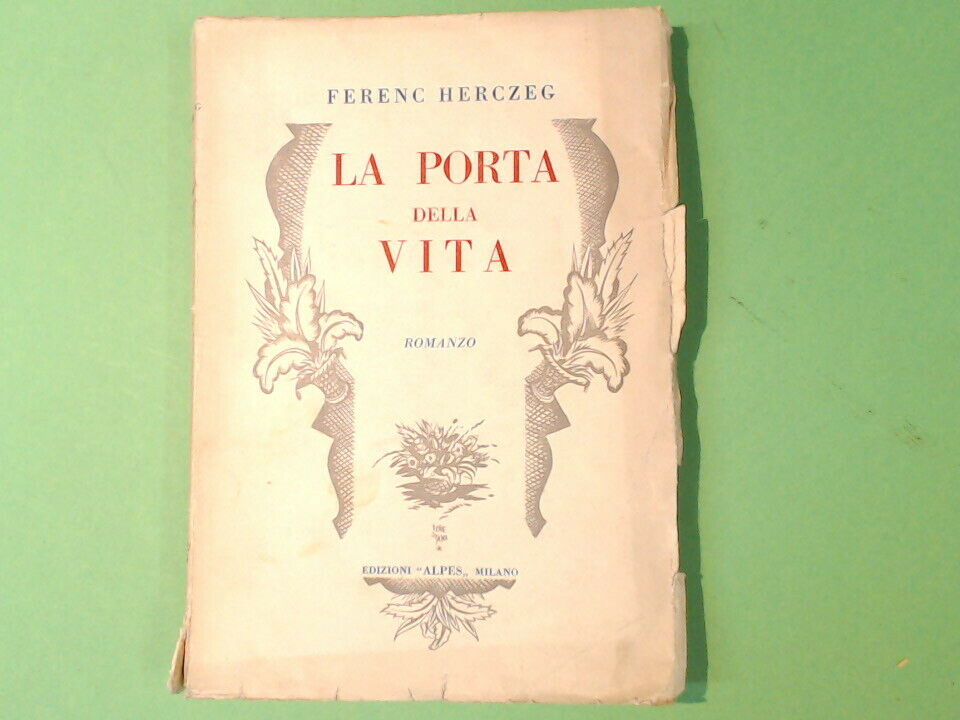 FERENC HERCZEG
LA PORTA
DELLA
VITA
ROMANZO
EDIZIONI "ALPES„ MILANO